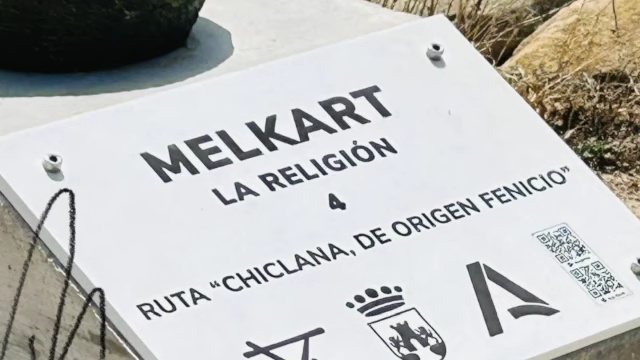 MELKART
LA RELIGIÓN
4
RUTA "CHICLANA, DE ORIGEN FENICIO"